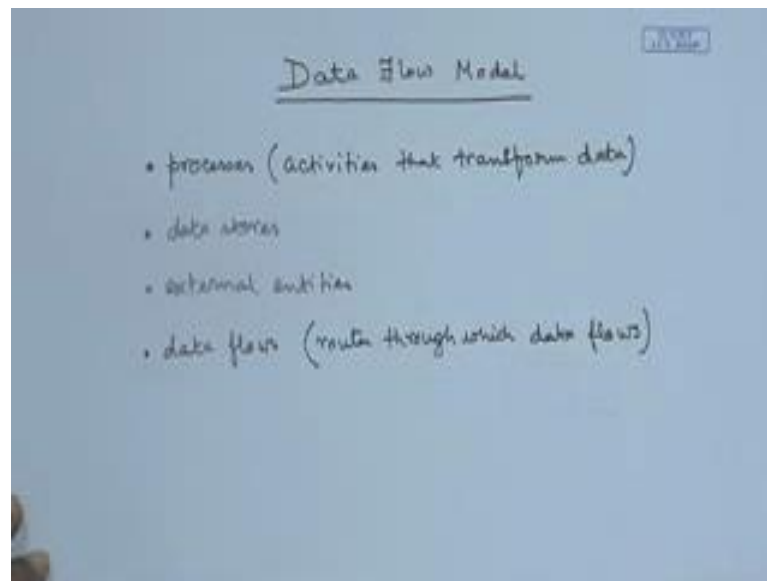 Data Flow Model
• processes (activities that transform data)
• data stores
• external entities
• data flows (routes through which data flows)